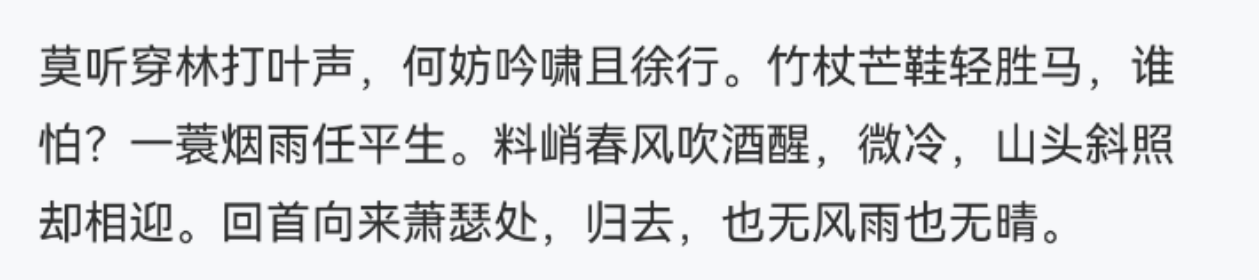 莫听穿林打叶声，何妨吟啸且徐行。竹杖芒鞋轻胜马，谁
怕？一蓑烟雨任平生。料峭春风吹酒醒，微冷，山头斜照
却相迎。回首向来萧瑟处，归去，也无风雨也无晴。